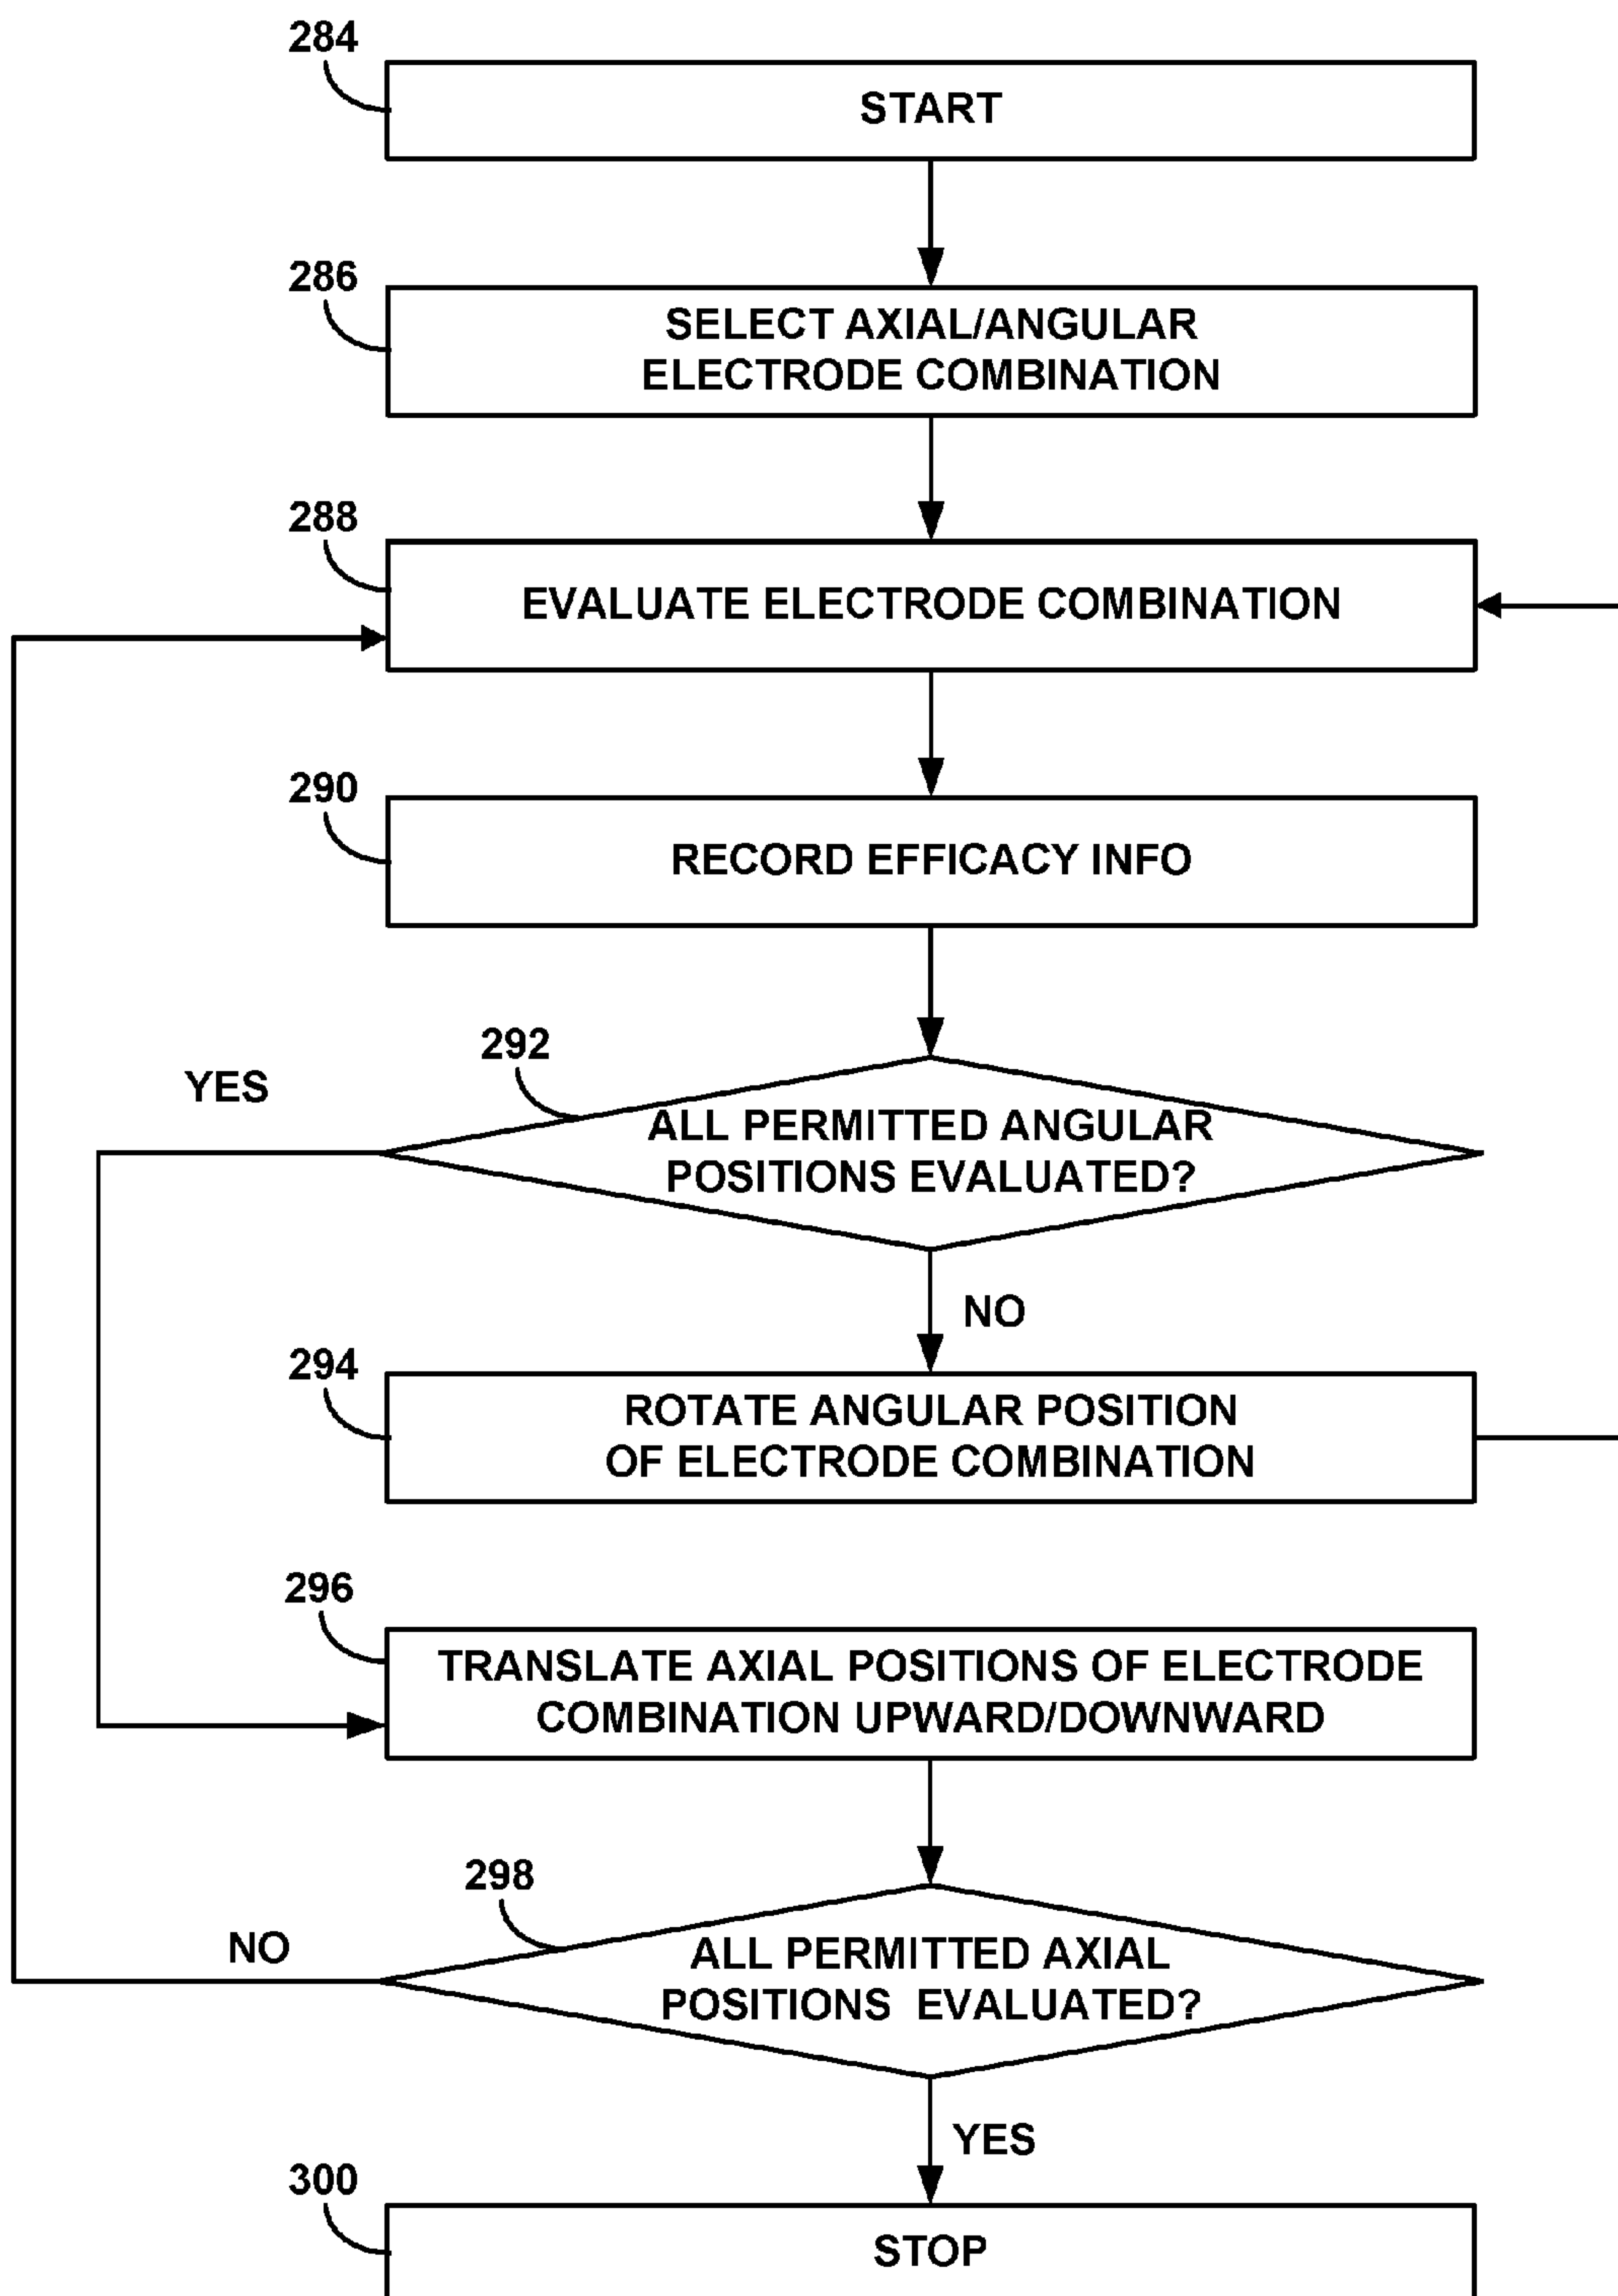 284
START
286
SELECT AXIAL/ANGULAR
ELECTRODE COMBINATION
288
EVALUATE ELECTRODE COMBINATION
290
RECORD EFFICACY INFO
292
YES
ALL PERMITTED ANGULAR
POSITIONS EVALUATED?
NO
294
ROTATE ANGULAR POSITION
OF ELECTRODE COMBINATION
296
TRANSLATE AXIAL POSITIONS OF ELECTRODE
COMBINATION UPWARD/DOWNWARD
298
NO
ALL PERMITTED AXIAL
POSITIONS EVALUATED?
YES
300
STOP